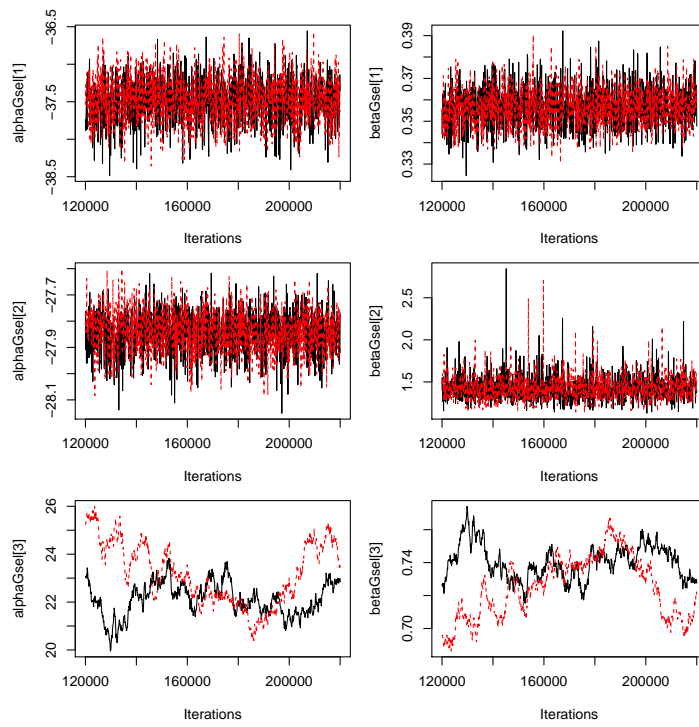 alphaGsel[1]
−36.5
−37.5
−38.5
120000 160000 200000
Iterations
betaGsel[1]
0.39
0.37
0.35
0.33
120000 160000 200000
Iterations
alphaGsel[2]
−27.7
−27.9
−28.1
120000 160000 200000
Iterations
betaGsel[2]
2.5
2.0
1.5
120000 160000 200000
Iterations
alphaGsel[3]
26
24
22
20
120000 160000 200000
Iterations
betaGsel[3]
0.74
0.70
120000 160000 200000
Iterations